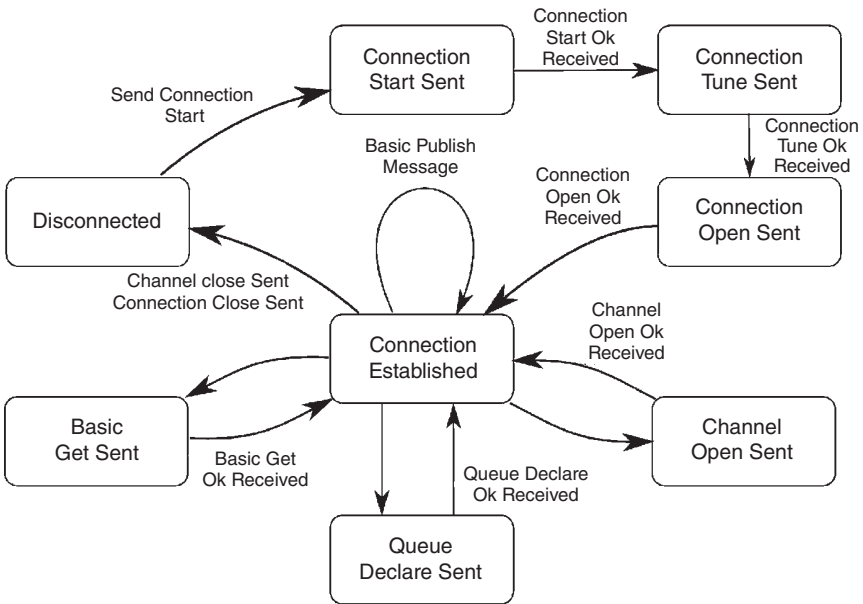 Connection
Start Sent
Connection
Start Ok
Received
Connection
Tune Sent
Send Connection
Start
Connection
Tune Ok
Received
Basic Publish
Message
Connection
Open Ok
Received
Disconnected
Connection
Open Sent
Channel close Sent
Connection Close Sent
Channel
Open Ok
Received
Connection
Established
Basic
Get Sent
Basic Get
Ok Received
Queue Declare
Ok Received
Channel
Open Sent
Queue
Declare Sent